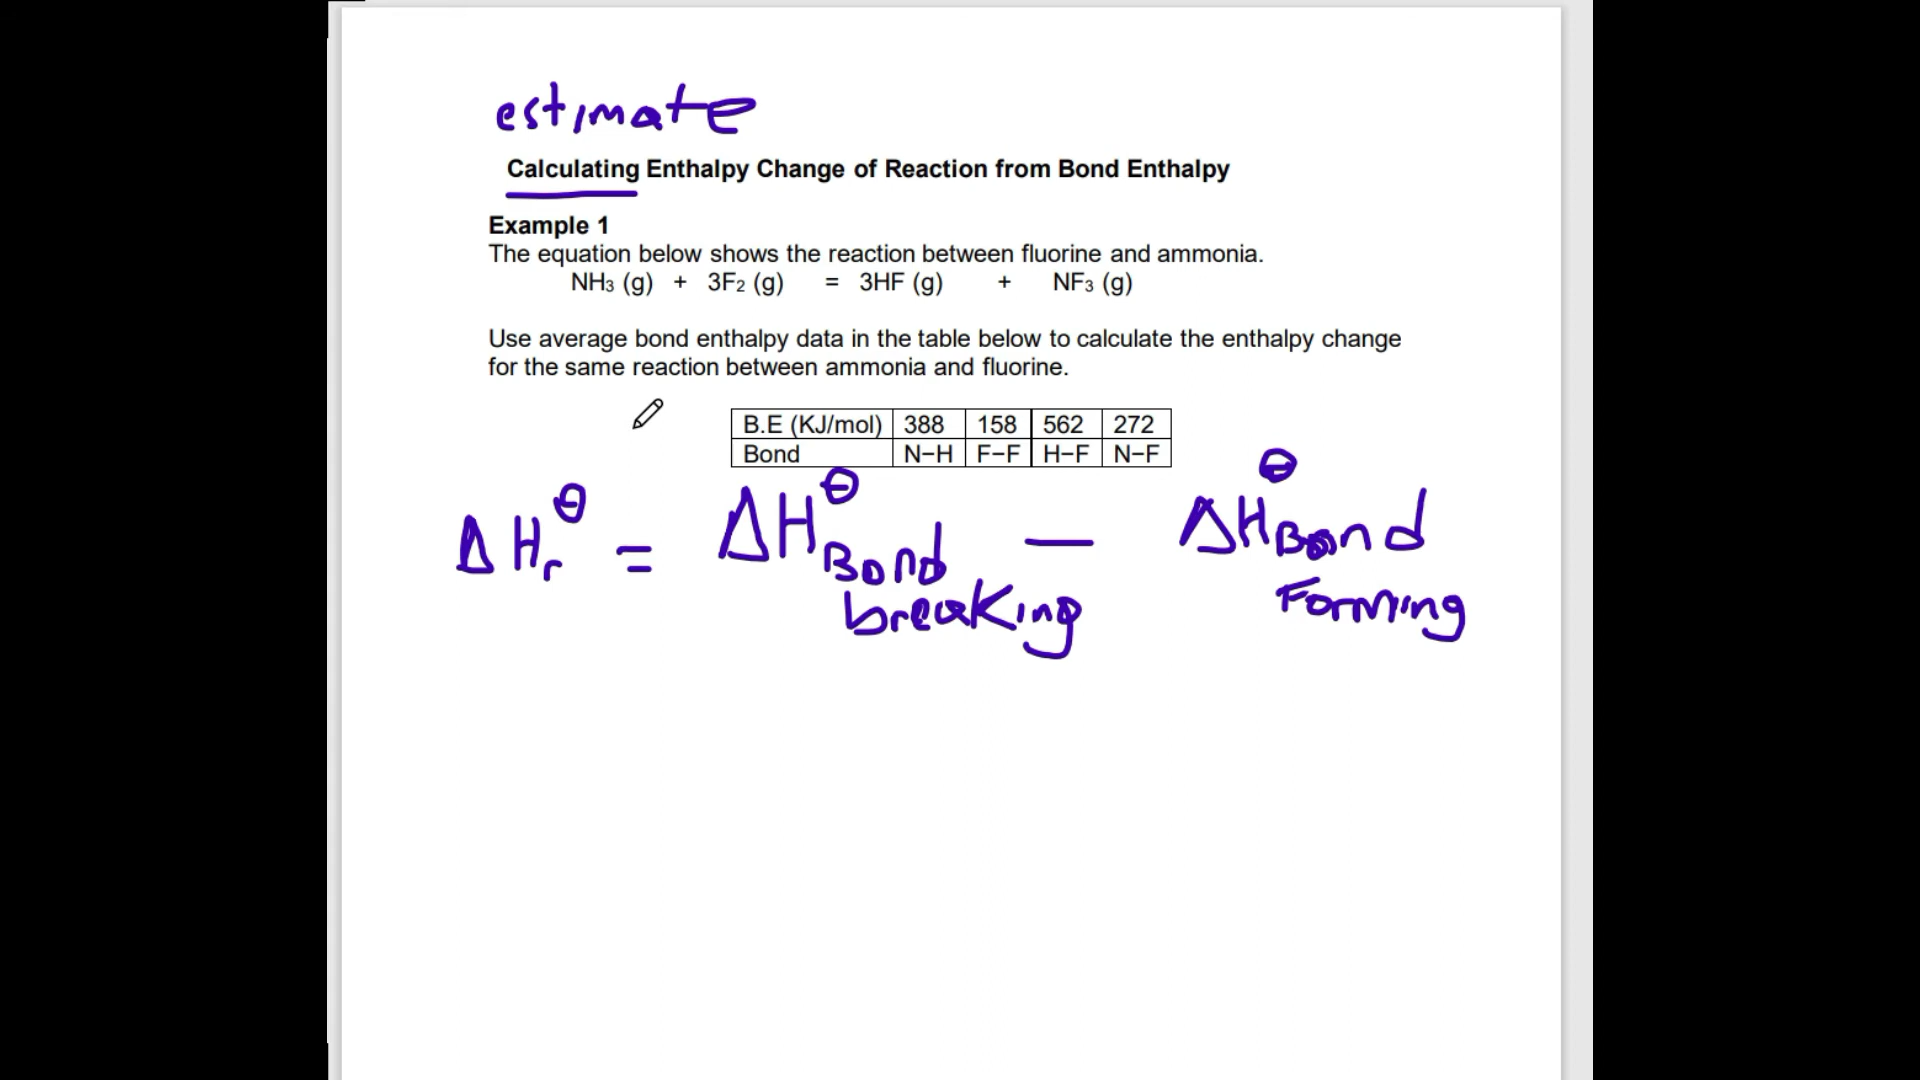 estimate
Calculating Enthalpy Change of Reaction from Bond Enthalpy
Example 1
The equation below shows the reaction between fluorine and ammonia.
NH₃ (g) + 3F₂ (g) = 3HF (g) + NF₃ (g)
Use average bond enthalpy data in the table below to calculate the enthalpy change
for the same reaction between ammonia and fluorine.
B.E (KJ/mol) 388 158 562 272
Bond N−H F−F H−F N−F
ΔHr⊖ = ΔH⊖ Bond — ΔH⊖ Bond
breaking Forming